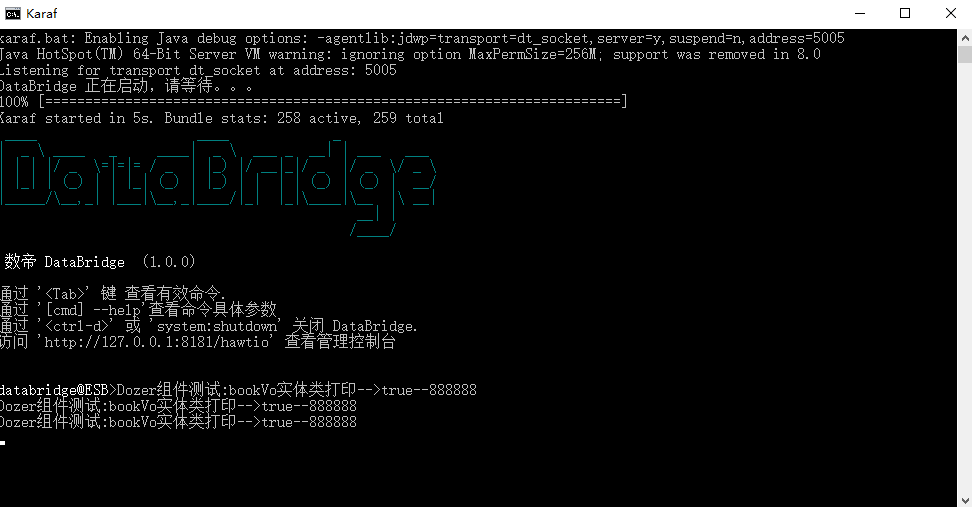 Karaf
karaf.bat: Enabling Java debug options: -agentlib:jdwp=transport=dt_socket,server=y,suspend=n,address=5005
Java HotSpot(TM) 64-Bit Server VM warning: ignoring option MaxPermSize=256M; support was removed in 8.0
Listening for transport dt_socket at address: 5005
DataBridge 正在启动，请等待。。。
100% [========================================================================]
Karaf started in 5s. Bundle stats: 258 active, 259 total
DataBridge
数帝 DataBridge （1.0.0）
通过 '<Tab>' 键 查看有效命令.
通过 '[cmd] --help'查看命令具体参数
通过 '<ctrl-d>' 或 'system:shutdown' 关闭 DataBridge.
访问 'http://127.0.0.1:8181/hawtio' 查看管理控制台
databridge@ESB>Dozer组件测试:bookVo实体类打印-->true--888888
Dozer组件测试:bookVo实体类打印-->true--888888
Dozer组件测试:bookVo实体类打印-->true--888888